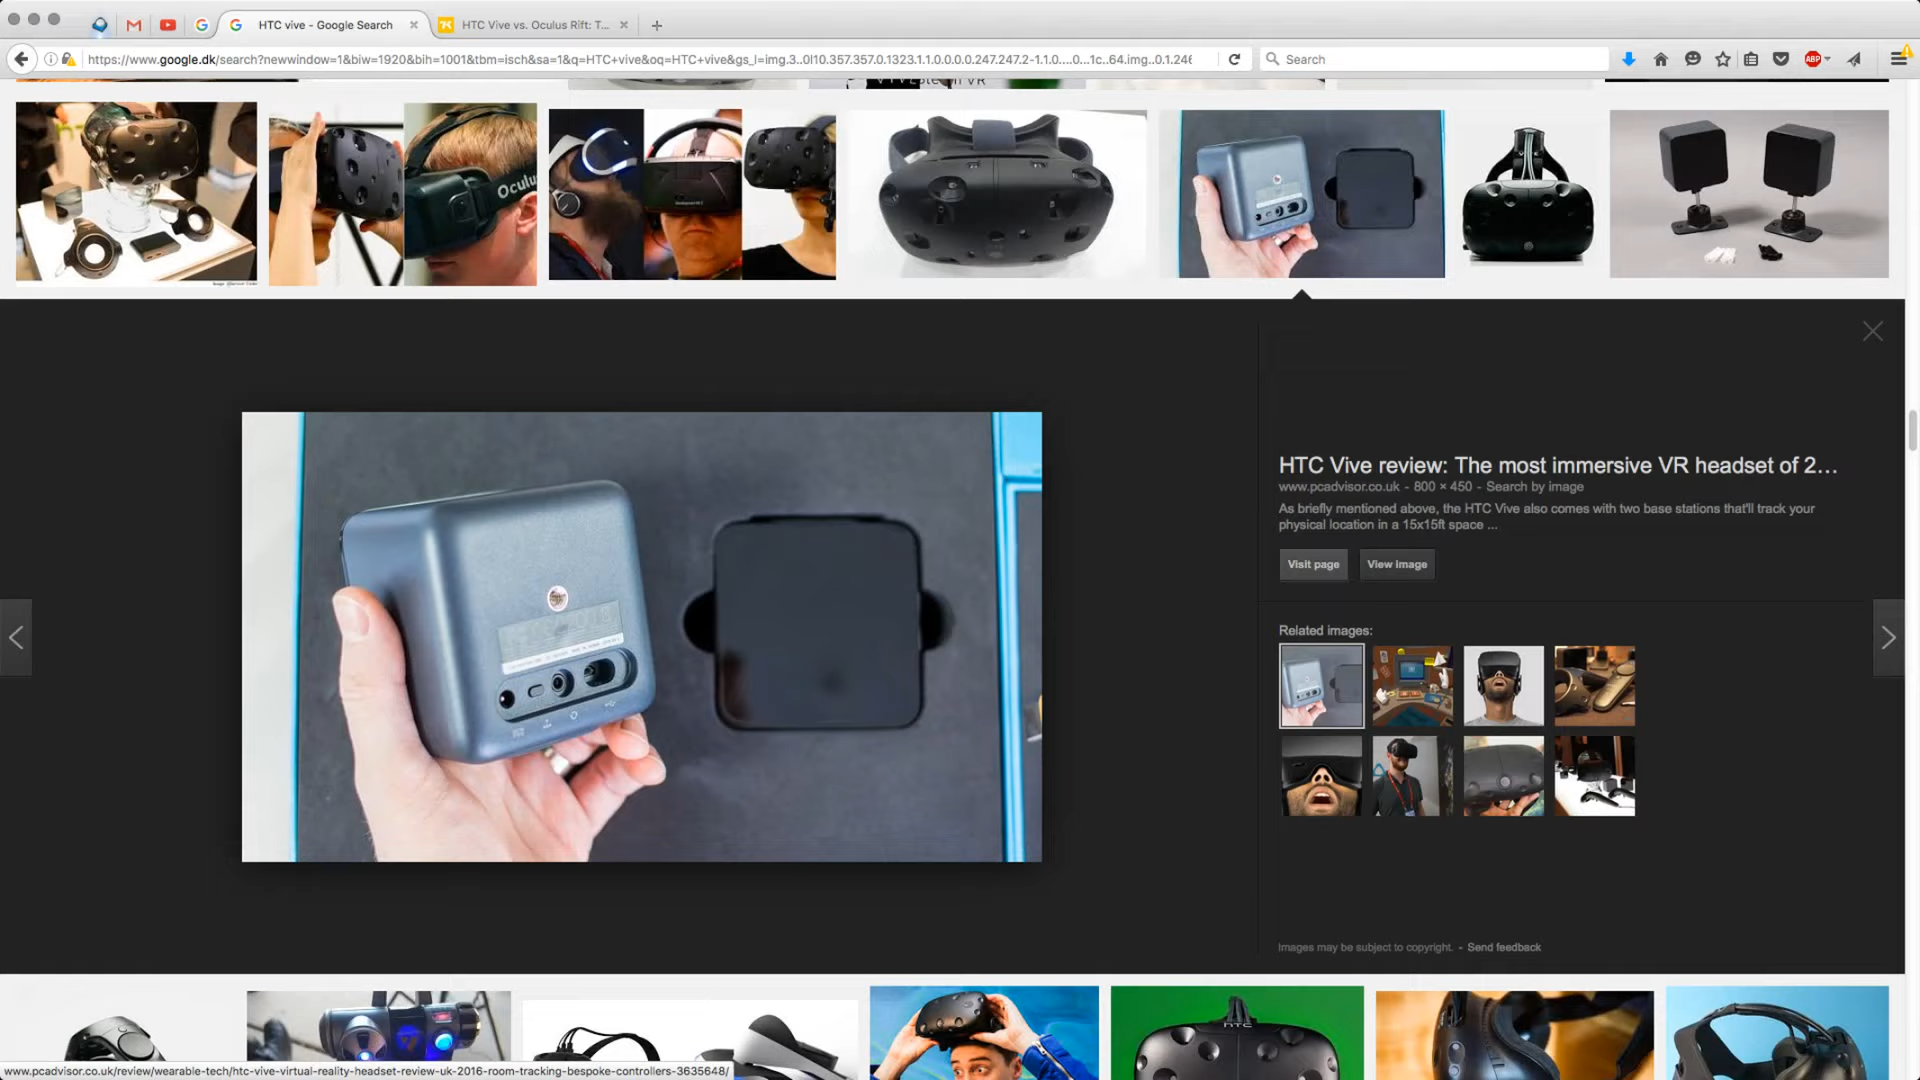 HTC vive - Google Search
HTC Vive vs. Oculus Rift: T...
https://www.google.dk/search?newwindow=1&biw=1920&bih=1001&tbm=isch&sa=1&q=HTC+vive&oq=HTC+vive&gs_l=img.3..0l10.357.357.0.1323.1.1.0.0.0.0.247.247.2-1.1.0....0...1c..64.img..0.1.246
Search
ABP
Oculu
HTC Vive review: The most immersive VR headset of 2...
www.pcadvisor.co.uk - 800 × 450 - Search by image
As briefly mentioned above, the HTC Vive also comes with two base stations that'll track your
physical location in a 15x15ft space ...
Visit page
View image
Related images:
Images may be subject to copyright. - Send feedback
hTC
www.pcadvisor.co.uk/review/wearable-tech/htc-vive-virtual-reality-headset-review-uk-2016-room-tracking-bespoke-controllers-3635648/